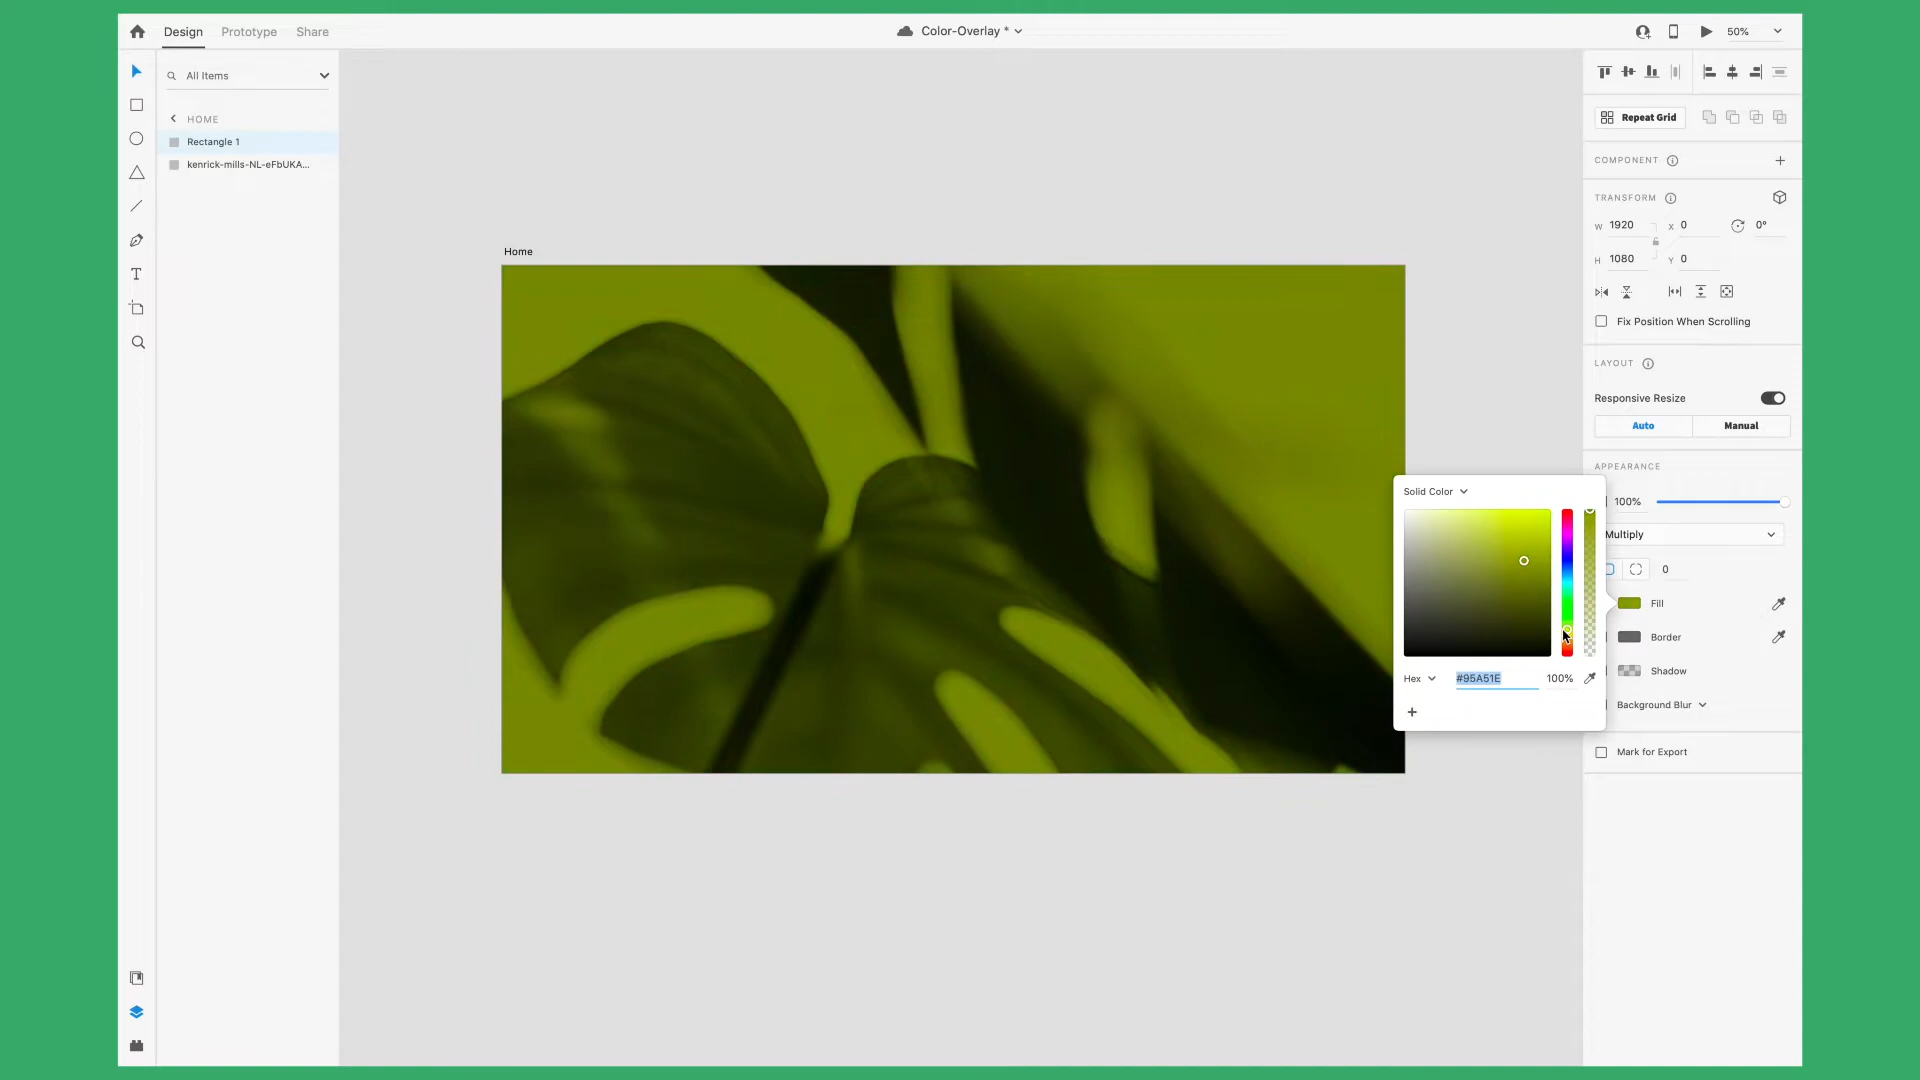 Design
Prototype
Share
Color-Overlay *
50%
All Items
HOME
Rectangle 1
kenrick-mills-NL-eFbUKA...
Home
Repeat Grid
COMPONENT
TRANSFORM
W 1920
X 0
0°
H 1080
Y 0
Fix Position When Scrolling
LAYOUT
Responsive Resize
Auto
Manual
APPEARANCE
100%
Multiply
0
Fill
Border
Shadow
Background Blur
Mark for Export
Solid Color
Hex
#95A51E
100%
T